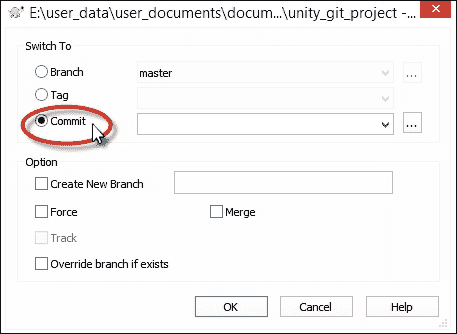 E:\user_data\user_documents\docum...\unity_git_project -...
Switch To
Branch
master
...
Tag
Commit
...
Option
Create New Branch
Force
Merge
Track
Override branch if exists
OK
Cancel
Help